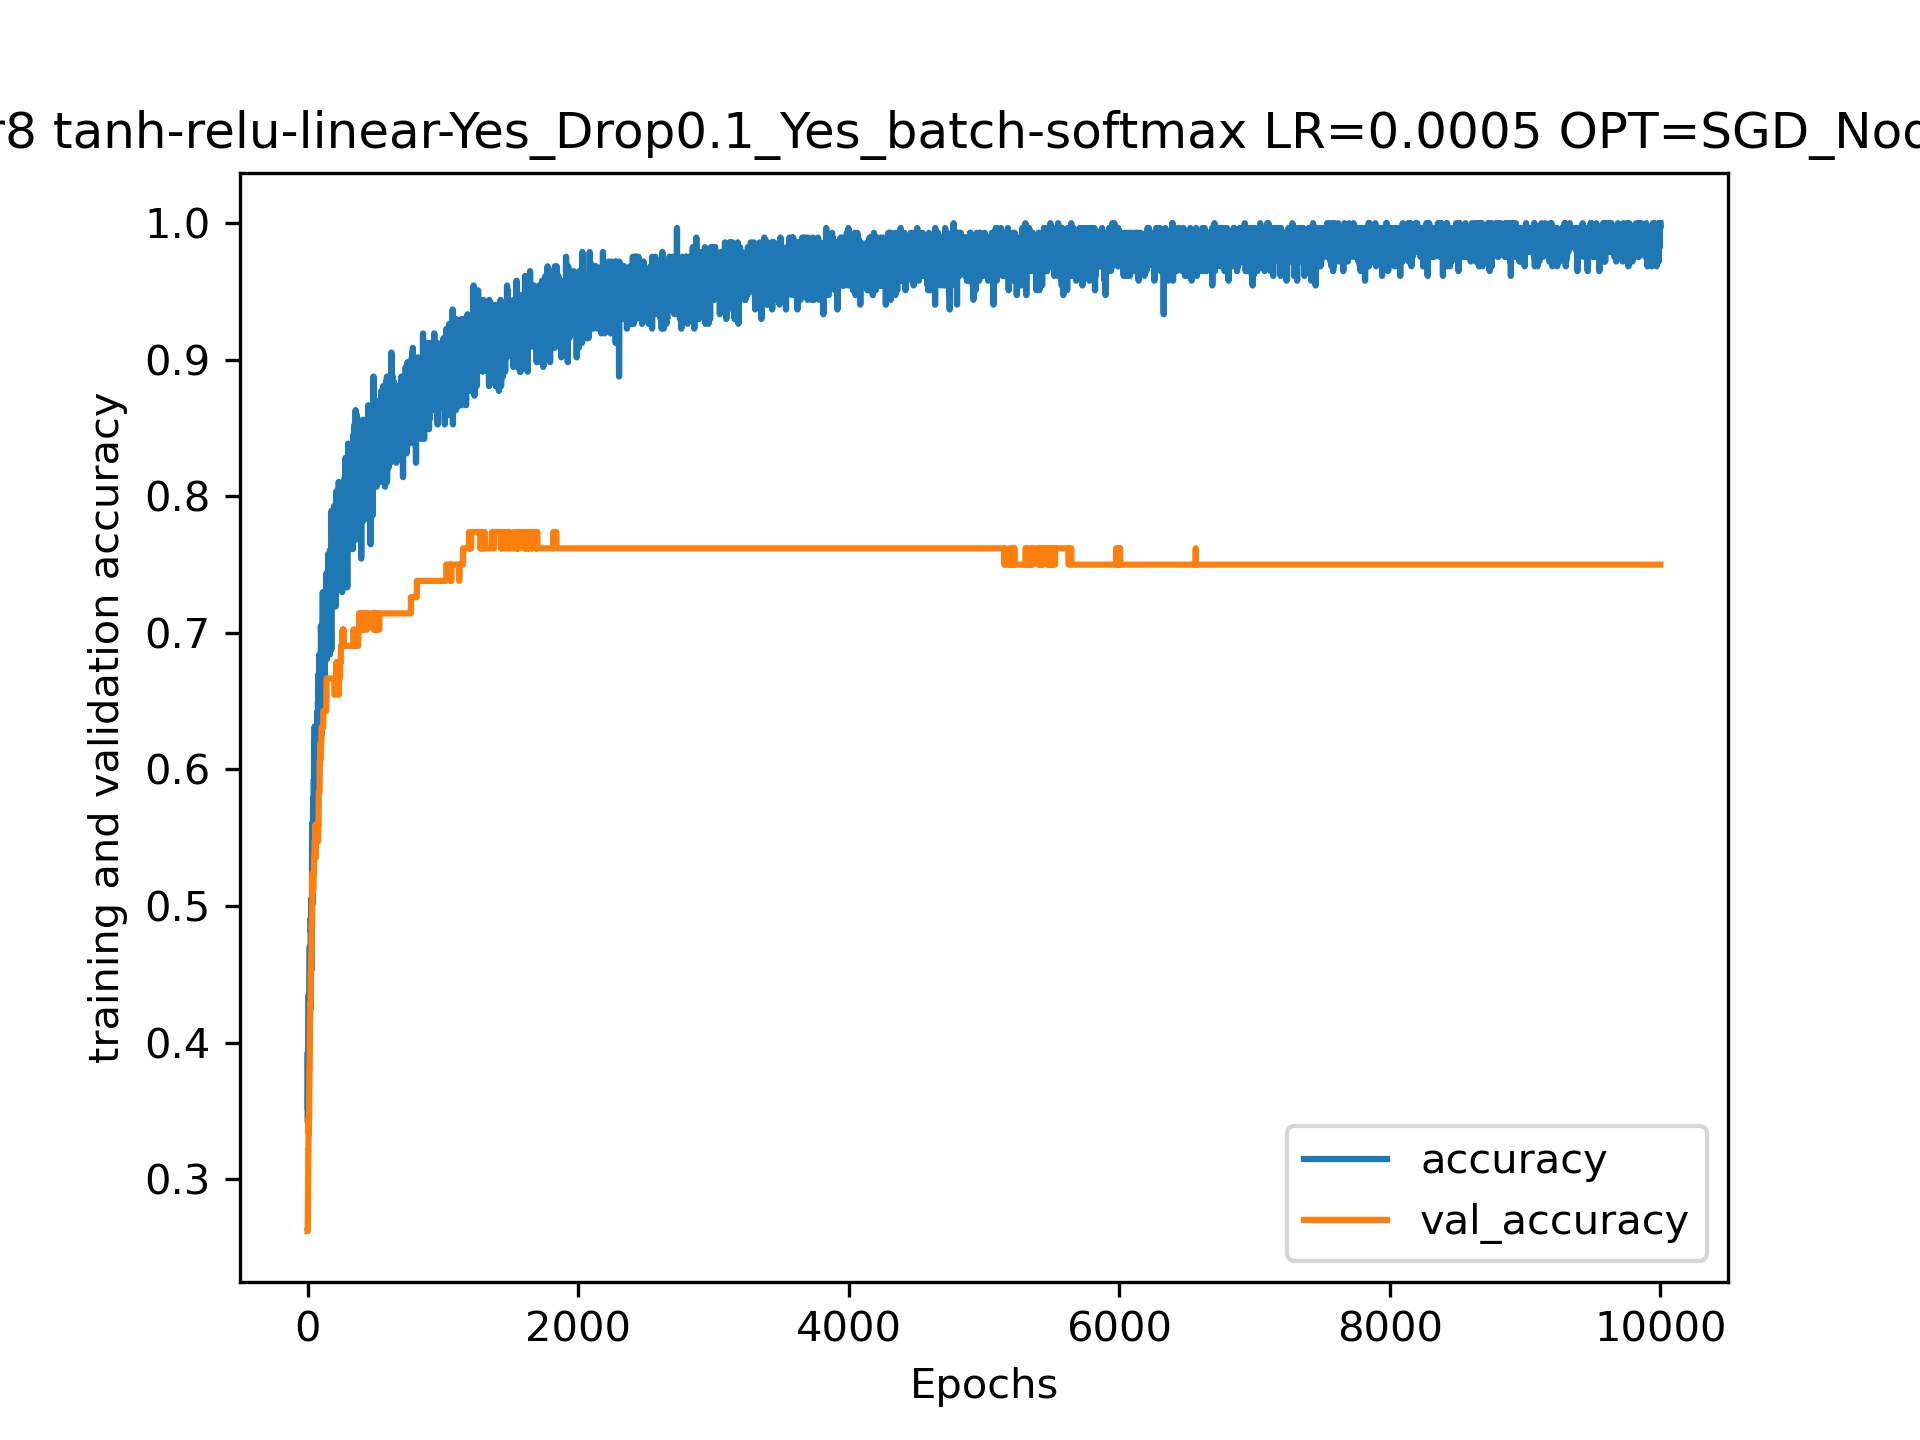 r8 tanh-relu-linear-Yes_Drop0.1_Yes_batch-softmax LR=0.0005 OPT=SGD_Nod
training and validation accuracy
1.0
0.9
0.8
0.7
0.6
0.5
0.4
0.3
0 2000 4000 6000 8000 10000
Epochs
accuracy
val_accuracy